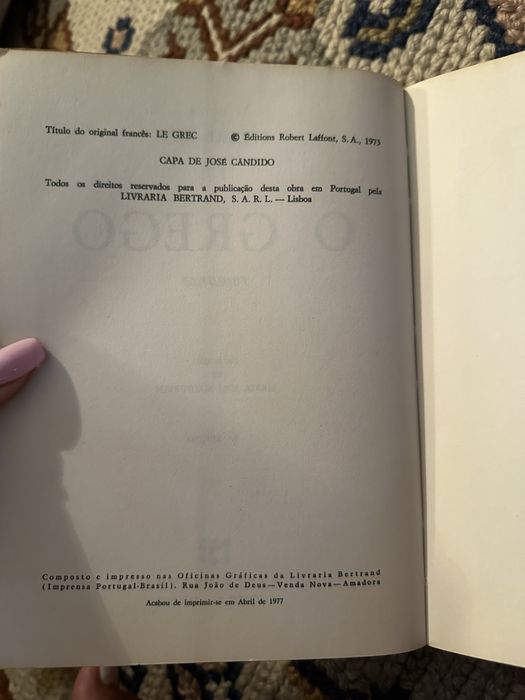 Título do original francês: LE GREC © Éditions Robert Laffont, S. A., 1973
CAPA DE JOSÉ CÂNDIDO
Todos os direitos reservados para a publicação desta obra em Portugal pela
LIVRARIA BERTRAND, S. A. R. L. — Lisboa
O GREGO
Composto e impresso nas Oficinas Gráficas da Livraria Bertrand
(Imprensa Portugal-Brasil). Rua João de Deus — Venda Nova — Amadora
Acabou de imprimir-se em Abril de 1977